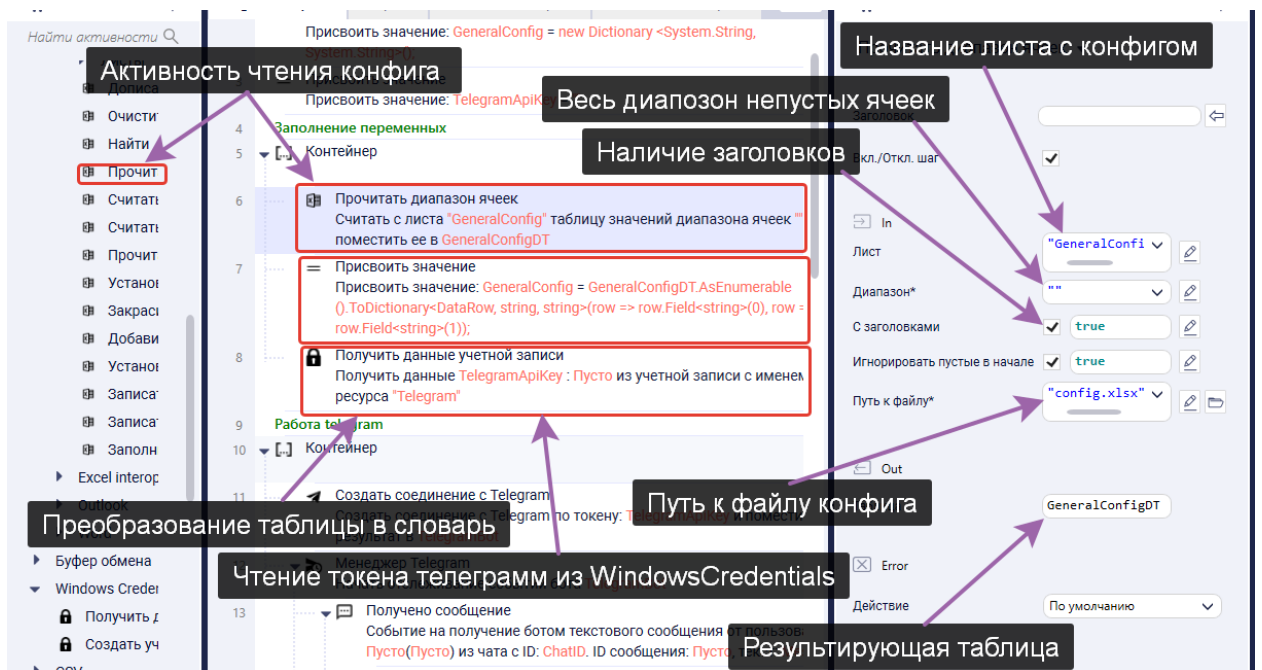 Найти активности
Активность чтения конфига
Дописа
Очисти
Найти
Прочит
Считать
Считать
Прочит
Установ
Закрасы
Добави
Установ
Записа
Записа
Заполн
Excel interop
Outlook
Буфер обмена
Windows Creder
Получить д
Создать уч
Присвоить значение: GeneralConfig = new Dictionary <System.String,
System.String>();
Присвоить значение: TelegramApiK
4 Заполнение переменных
5 [...] Контейнер
6 Прочитать диапазон ячеек
Считать с листа "GeneralConfig" таблицу значений диапазона ячеек ""
поместить ее в GeneralConfigDT
7 Присвоить значение
Присвоить значение: GeneralConfig = GeneralConfigDT.AsEnumerable
().ToDictionary<DataRow, string, string>(row => row.Field<string>(0), row =
row.Field<string>(1));
8 Получить данные учетной записи
Получить данные TelegramApiKey : Пусто из учетной записи с именем
ресурса "Telegram"
9 Работа telegram
10 [...] Контейнер
11 Создать соединение с Telegram
Создать соединение с Telegram по токену: TelegramApiKey и помести
результат в TelegramBot
Преобразование таблицы в словарь
Менеджер Telegram
Чтение токена телеграмм из WindowsCredentials
13 Получено сообщение
Событие на получение ботом текстового сообщения от пользова
Пусто(Пусто) из чата с ID: ChatID. ID сообщения: Пусто,
Название листа с конфигом
Весь диапозон непустых ячеек
Заголовок
Наличие заголовков
Вкл./Откл. шаг
In
Лист "GeneralConfi
Диапазон* ""
С заголовками true
Игнорировать пустые в начале true
Путь к файлу* "config.xlsx"
Out
Путь к файлу конфига
GeneralConfigDT
Error
Действие По умолчанию
Результирующая таблица